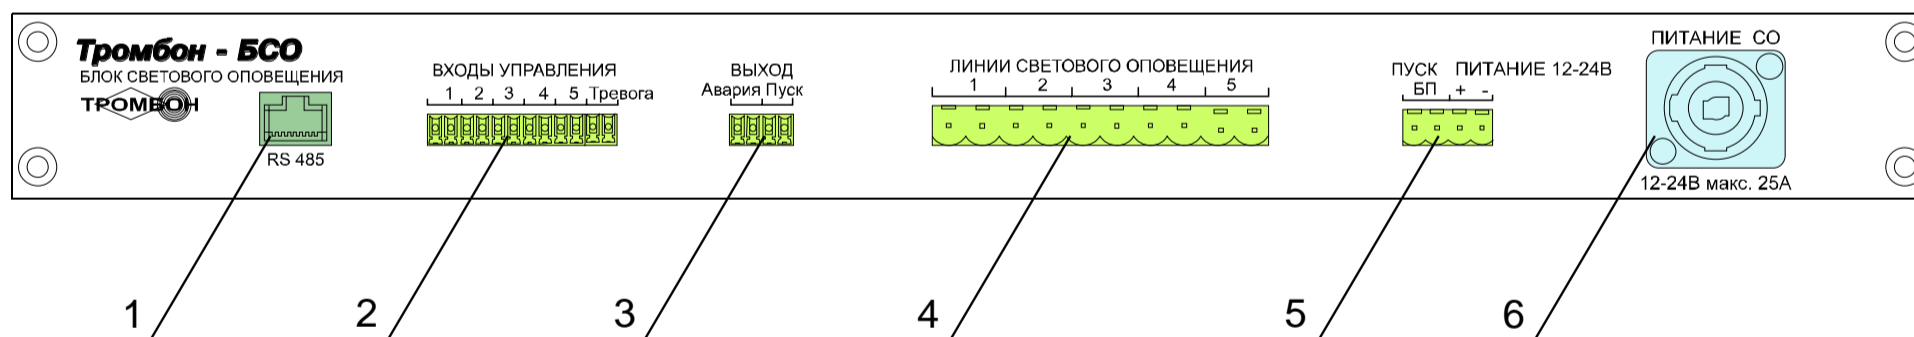 Тромбон - БСО
БЛОК СВЕТОВОГО ОПОВЕЩЕНИЯ
ТРОМБОН
RS 485
ВХОДЫ УПРАВЛЕНИЯ
1 2 3 4 5 Тревога
ВЫХОД
Авария Пуск
ЛИНИИ СВЕТОВОГО ОПОВЕЩЕНИЯ
1 2 3 4 5
ПУСК ПИТАНИЕ 12-24В
БП + -
ПИТАНИЕ СО
12-24В макс. 25А
1 2 3 4 5 6